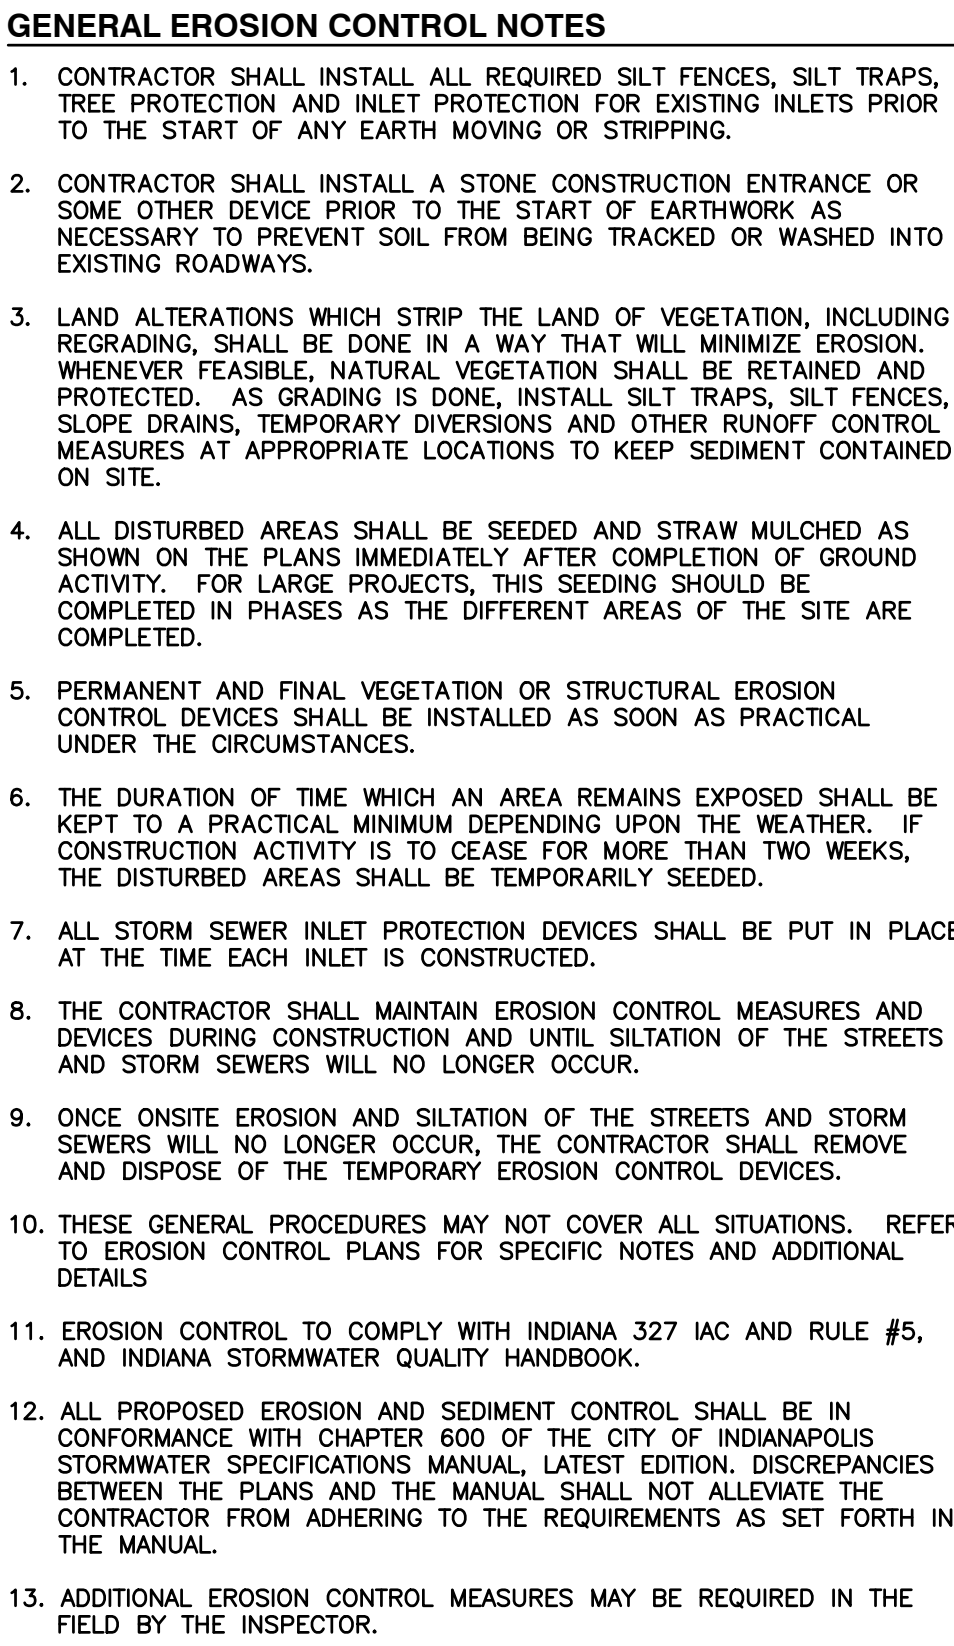 GENERAL EROSION CONTROL NOTES
1. CONTRACTOR SHALL INSTALL ALL REQUIRED SILT FENCES, SILT TRAPS,
TREE PROTECTION AND INLET PROTECTION FOR EXISTING INLETS PRIOR
TO THE START OF ANY EARTH MOVING OR STRIPPING.
2. CONTRACTOR SHALL INSTALL A STONE CONSTRUCTION ENTRANCE OR
SOME OTHER DEVICE PRIOR TO THE START OF EARTHWORK AS
NECESSARY TO PREVENT SOIL FROM BEING TRACKED OR WASHED INTO
EXISTING ROADWAYS.
3. LAND ALTERATIONS WHICH STRIP THE LAND OF VEGETATION, INCLUDING
REGRADING, SHALL BE DONE IN A WAY THAT WILL MINIMIZE EROSION.
WHENEVER FEASIBLE, NATURAL VEGETATION SHALL BE RETAINED AND
PROTECTED. AS GRADING IS DONE, INSTALL SILT TRAPS, SILT FENCES,
SLOPE DRAINS, TEMPORARY DIVERSIONS AND OTHER RUNOFF CONTROL
MEASURES AT APPROPRIATE LOCATIONS TO KEEP SEDIMENT CONTAINED
ON SITE.
4. ALL DISTURBED AREAS SHALL BE SEEDED AND STRAW MULCHED AS
SHOWN ON THE PLANS IMMEDIATELY AFTER COMPLETION OF GROUND
ACTIVITY. FOR LARGE PROJECTS, THIS SEEDING SHOULD BE
COMPLETED IN PHASES AS THE DIFFERENT AREAS OF THE SITE ARE
COMPLETED.
5. PERMANENT AND FINAL VEGETATION OR STRUCTURAL EROSION
CONTROL DEVICES SHALL BE INSTALLED AS SOON AS PRACTICAL
UNDER THE CIRCUMSTANCES.
6. THE DURATION OF TIME WHICH AN AREA REMAINS EXPOSED SHALL BE
KEPT TO A PRACTICAL MINIMUM DEPENDING UPON THE WEATHER. IF
CONSTRUCTION ACTIVITY IS TO CEASE FOR MORE THAN TWO WEEKS,
THE DISTURBED AREAS SHALL BE TEMPORARILY SEEDED.
7. ALL STORM SEWER INLET PROTECTION DEVICES SHALL BE PUT IN PLACE
AT THE TIME EACH INLET IS CONSTRUCTED.
8. THE CONTRACTOR SHALL MAINTAIN EROSION CONTROL MEASURES AND
DEVICES DURING CONSTRUCTION AND UNTIL SILTATION OF THE STREETS
AND STORM SEWERS WILL NO LONGER OCCUR.
9. ONCE ONSITE EROSION AND SILTATION OF THE STREETS AND STORM
SEWERS WILL NO LONGER OCCUR, THE CONTRACTOR SHALL REMOVE
AND DISPOSE OF THE TEMPORARY EROSION CONTROL DEVICES.
10. THESE GENERAL PROCEDURES MAY NOT COVER ALL SITUATIONS. REFER
TO EROSION CONTROL PLANS FOR SPECIFIC NOTES AND ADDITIONAL
DETAILS
11. EROSION CONTROL TO COMPLY WITH INDIANA 327 IAC AND RULE #5,
AND INDIANA STORMWATER QUALITY HANDBOOK.
12. ALL PROPOSED EROSION AND SEDIMENT CONTROL SHALL BE IN
CONFORMANCE WITH CHAPTER 600 OF THE CITY OF INDIANAPOLIS
STORMWATER SPECIFICATIONS MANUAL, LATEST EDITION. DISCREPANCIES
BETWEEN THE PLANS AND THE MANUAL SHALL NOT ALLEVIATE THE
CONTRACTOR FROM ADHERING TO THE REQUIREMENTS AS SET FORTH IN
THE MANUAL.
13. ADDITIONAL EROSION CONTROL MEASURES MAY BE REQUIRED IN THE
FIELD BY THE INSPECTOR.